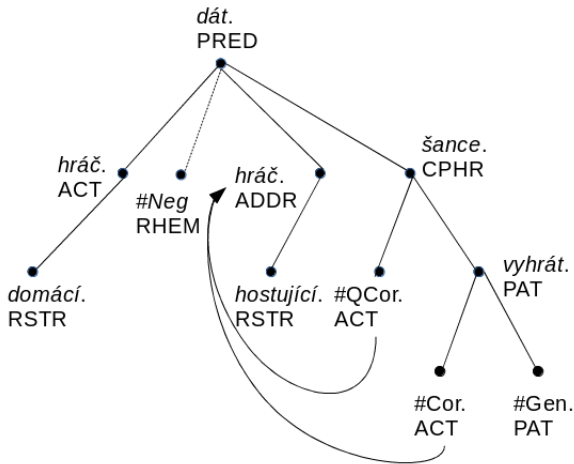 dát.
PRED
hráč.
ACT
#Neg
RHEM
hráč.
ADDR
šance.
CPHR
domácí.
RSTR
hostující.
RSTR
#QCor.
ACT
vyhrát.
PAT
#Cor.
ACT
#Gen.
PAT